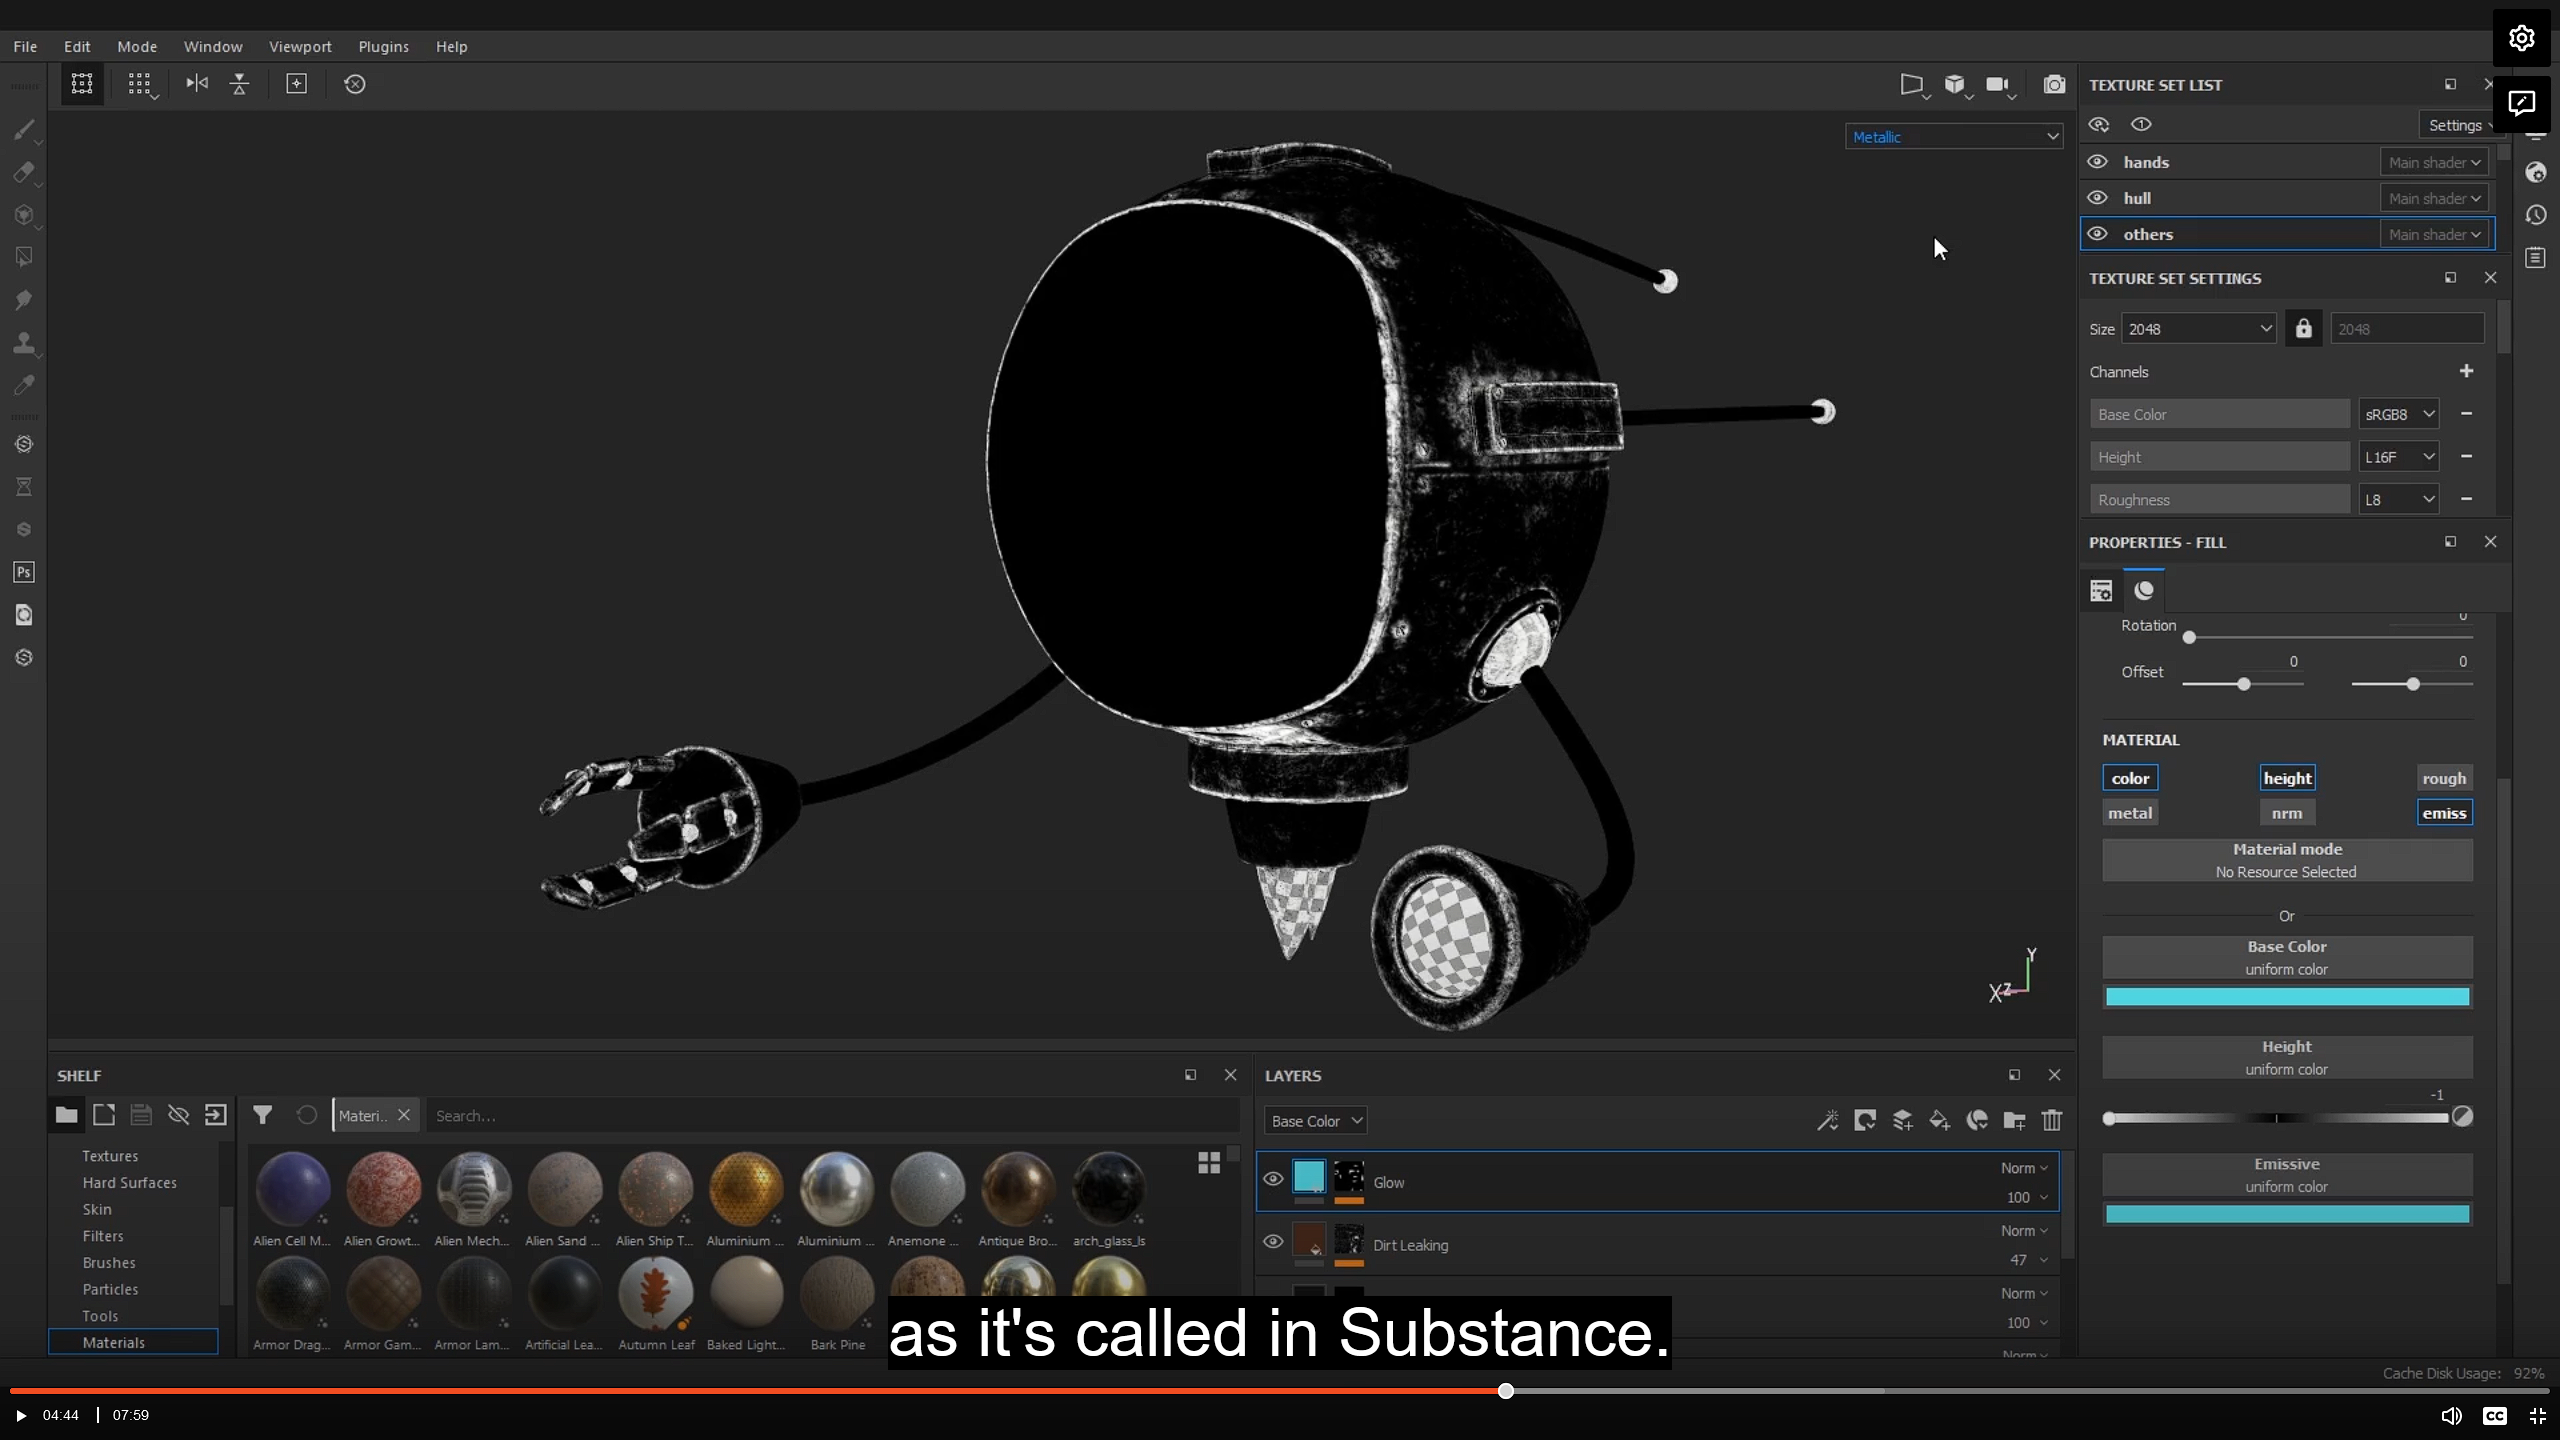 File Edit Mode Window Viewport Plugins Help
TEXTURE SET LIST
Metallic
Settings
hands Main shader
hull Main shader
others Main shader
TEXTURE SET SETTINGS
Size 2048 2048
Channels
Base Color sRGB8
Height L16F
Roughness L8
PROPERTIES - FILL
Ps
Rotation 0
Offset 0 0
MATERIAL
color height rough
metal nrm emiss
Material mode
No Resource Selected
Or
Base Color
uniform color
Y
X Z
Height
uniform color
-1
Emissive
uniform color
SHELF
Materi.. Search...
Textures
Hard Surfaces
Skin
Filters
Brushes
Particles
Tools
Materials
Alien Cell M... Alien Growt... Alien Mech... Alien Sand ... Alien Ship T... Aluminium ... Aluminium ... Anemone ... Antique Bro... arch_glass_ls
Armor Drag... Armor Gam... Armor Lam... Artificial Lea... Autumn Leaf Baked Light... Bark Pine
LAYERS
Base Color
Glow Norm
100
Dirt Leaking Norm
47
Norm
100
Norm
as it's called in Substance.
Cache Disk Usage: 92%
04:44 07:59
CC